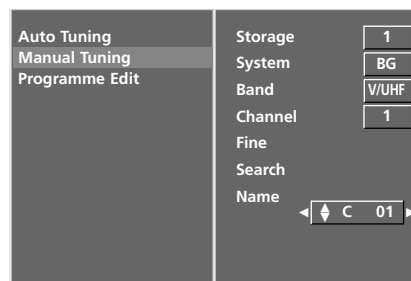 Auto Tuning
Manual Tuning
Programme Edit
Storage 1
System BG
Band V/UHF
Channel 1
Fine
Search
Name
C 01